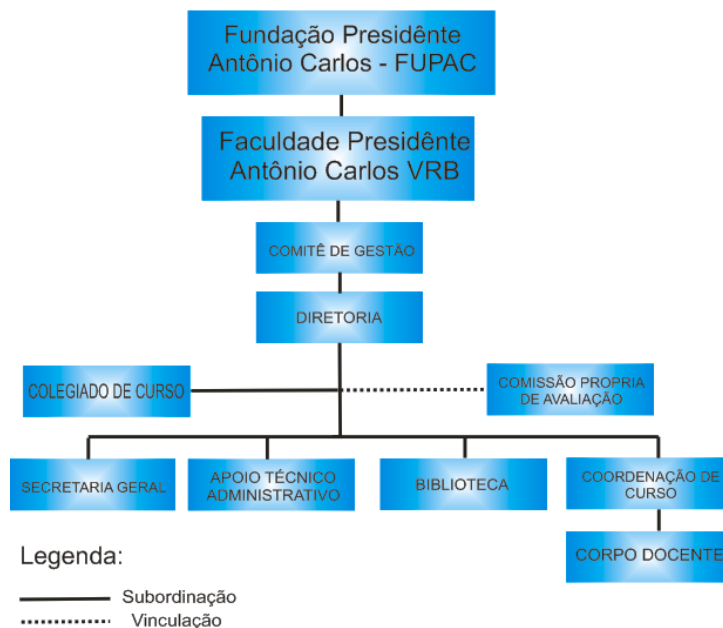 Fundação Presidente
Antônio Carlos - FUPAC
Faculdade Presidênte
Antônio Carlos VRB
COMITÊ DE GESTÃO
DIRETORIA
COLEGIADO DE CURSO
COMISSÃO PROPRIA
DE AVALIAÇÃO
SECRETARIA GERAL
APOIO TÉCNICO
ADMINISTRATIVO
BIBLIOTECA
COORDENAÇÃO DE
CURSO
CORPO DOCENTE
Legenda:
Subordinação
Vinculação